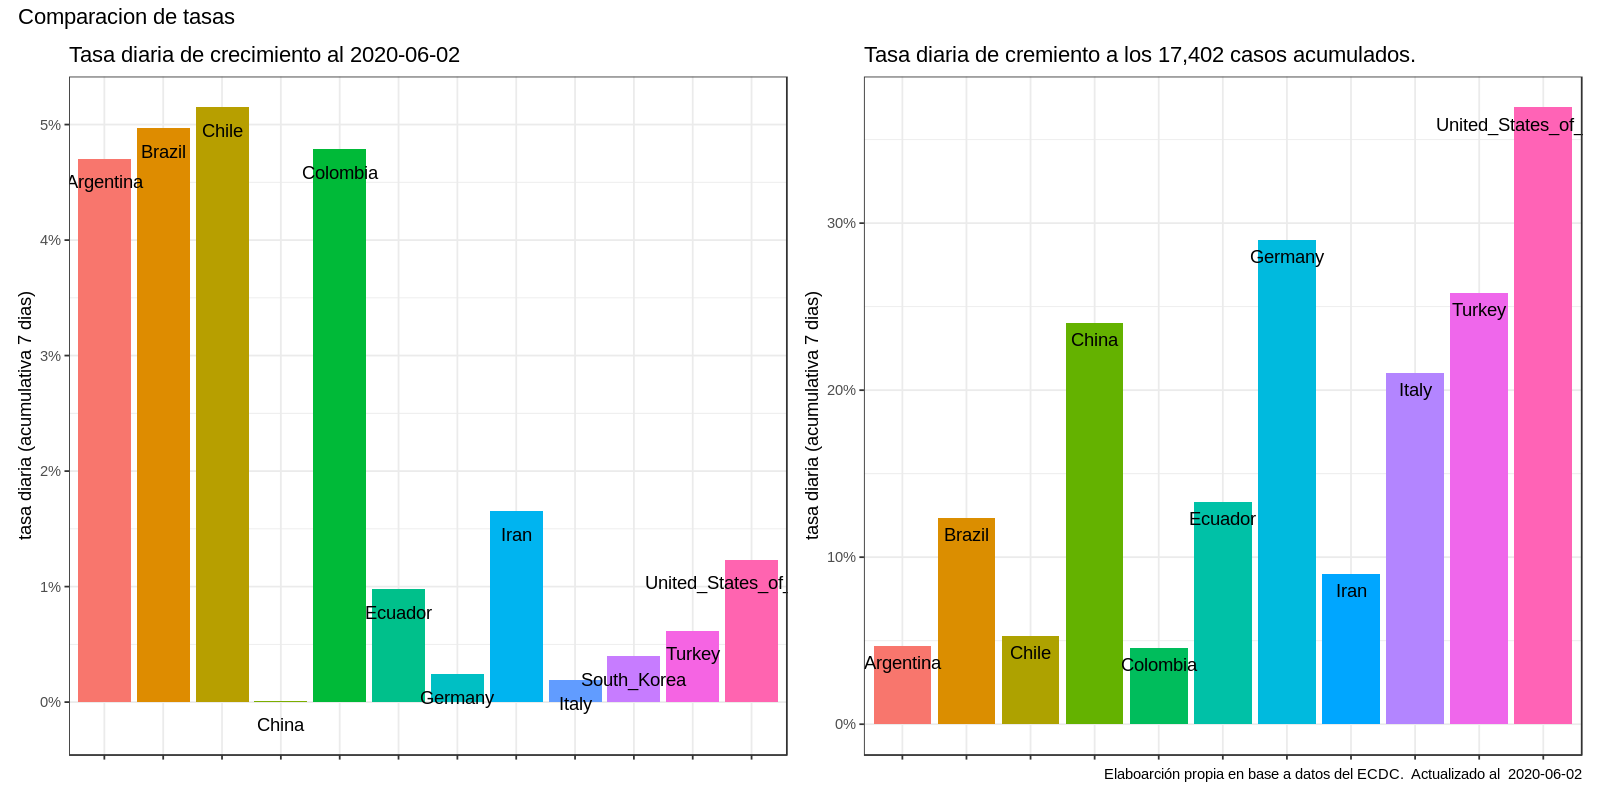 Comparacion de tasas
Tasa diaria de crecimiento al 2020-06-02
tasa diaria (acumulativa 7 dias)
5%
4%
3%
2%
1%
0%
Argentina
Brazil
Chile
China
Colombia
Ecuador
Germany
Iran
Italy
South_Korea
Turkey
United_States_of_
Tasa diaria de cremiento a los 17,402 casos acumulados.
tasa diaria (acumulativa 7 dias)
30%
20%
10%
0%
Argentina
Brazil
Chile
China
Colombia
Ecuador
Germany
Iran
Italy
Turkey
United_States_of_
Elaboarción propia en base a datos del ECDC.  Actualizado al  2020-06-02